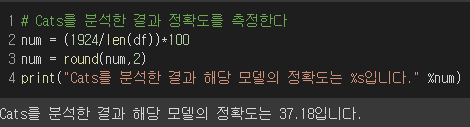 1 # Cats를 분석한 결과 정확도를 측정한다
2 num = (1924/len(df))*100
3 num = round(num,2)
4 print("Cats를 분석한 결과 해당 모델의 정확도는 %s입니다." %num)
Cats를 분석한 결과 해당 모델의 정확도는 37.18입니다.